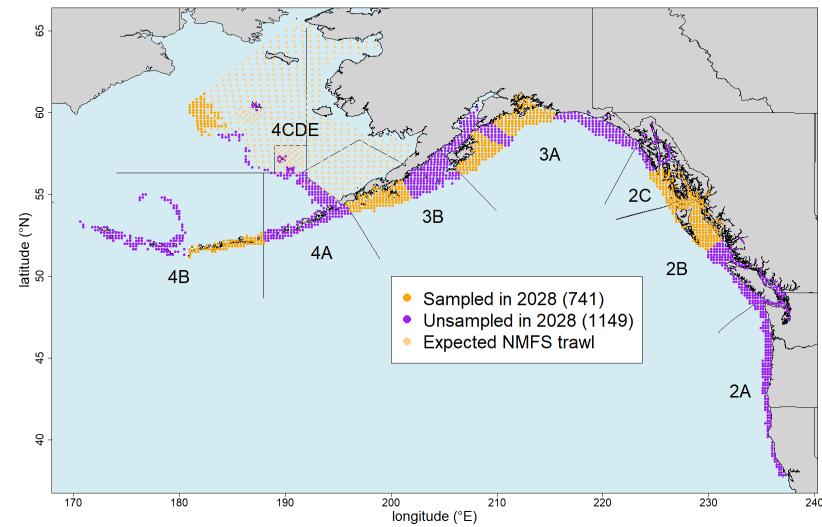 65
60
55
50
45
40
latitude (°N)
4CDE
3A
2C
3B
4A
4B
2B
2A
Sampled in 2028 (741)
Unsampled in 2028 (1149)
Expected NMFS trawl
170
180
190
200
210
220
230
240
longitude (°E)